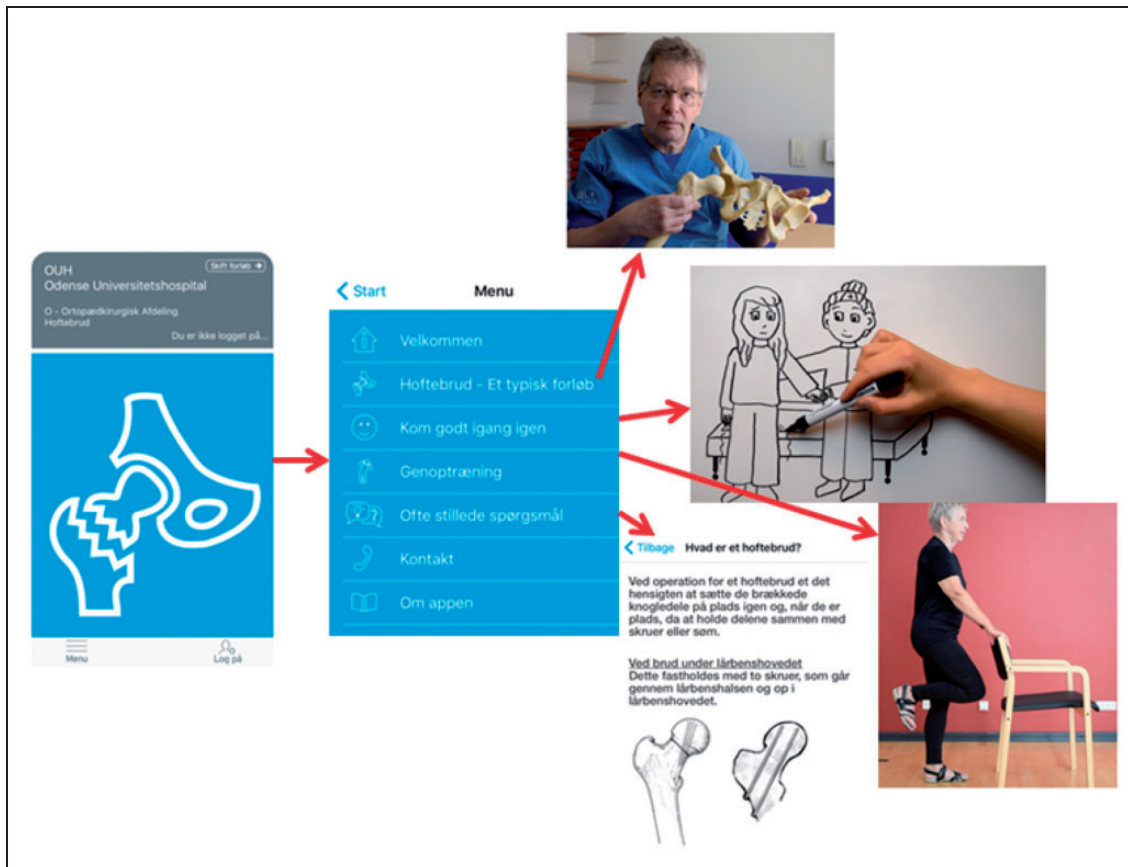 OUH
Skift forløb →
Odense Universitetshospital
O - Ortopædkirurgisk Afdeling
Hoftebrud
Du er ikke logget på...
Menu
Log på
Start
Menu
Velkommen
Hoftebrud - Et typisk forløb
Kom godt igang igen
Genoptræning
Ofte stillede spørgsmål
Kontakt
Om appen
Tilbage
Hvad er et hoftebrud?
Ved operation for et hoftebrud et det
hensigten at sætte de brækkede
knogledele på plads igen og, når de er
plads, da at holde delene sammen med
skruer eller søm.
Ved brud under lårbenshovedet
Dette fastholdes med to skruer, som går
gennem lårbenshalsen og op i
lårbenshovedet.